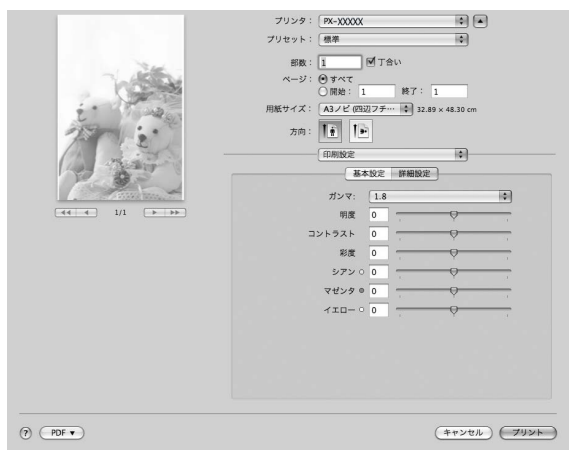 プリンタ： PX-XXXXX
プリセット： 標準
部数： 1 丁合い
ページ： すべて
開始： 1 終了： 1
用紙サイズ： A3ノビ (四辺フチ… 32.89 × 48.30 cm
方向：
印刷設定
基本設定 詳細設定
ガンマ: 1.8
明度 0
コントラスト 0
彩度 0
シアン 0
マゼンタ 0
イエロー 0
1/1
? PDF ▼ キャンセル プリント